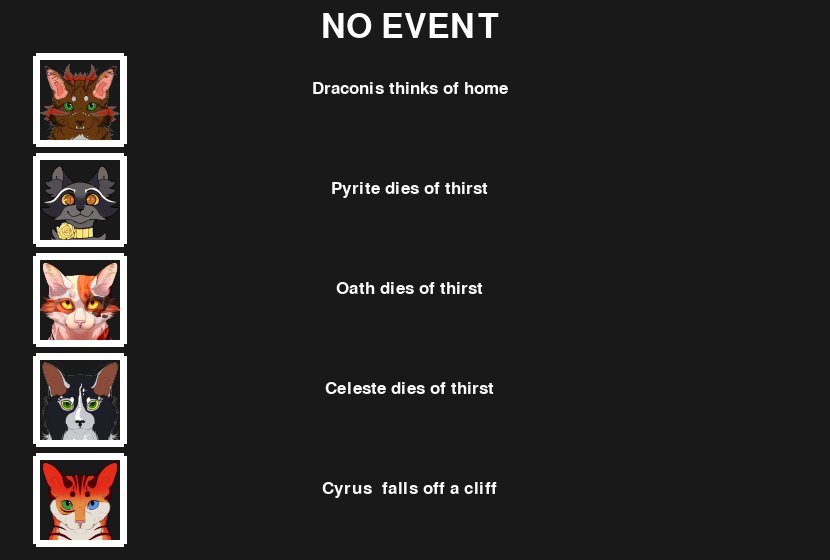 NO EVENT
Draconis thinks of home
Pyrite dies of thirst
Oath dies of thirst
Celeste dies of thirst
Cyrus  falls off a cliff